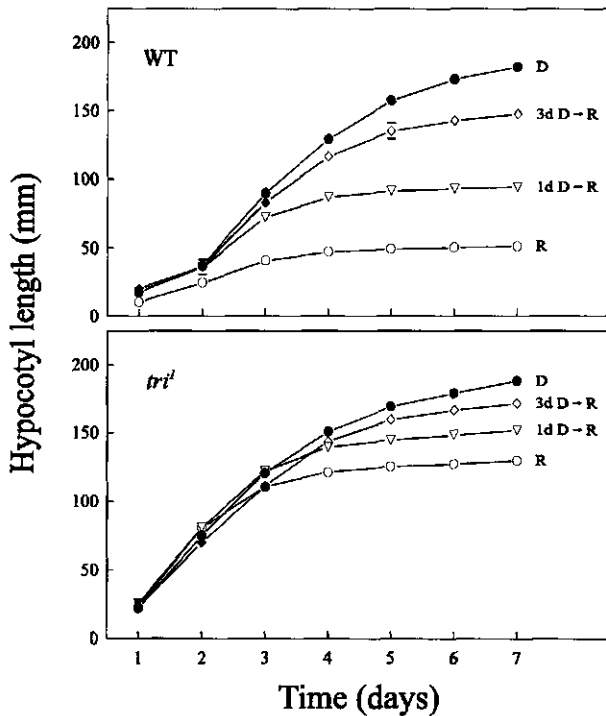 Hypocotyl length (mm)
WT
200
150
100
50
0
D
3d D → R
1d D → R
R
tri¹
200
150
100
50
0
D
3d D → R
1d D → R
R
1 2 3 4 5 6 7
Time (days)